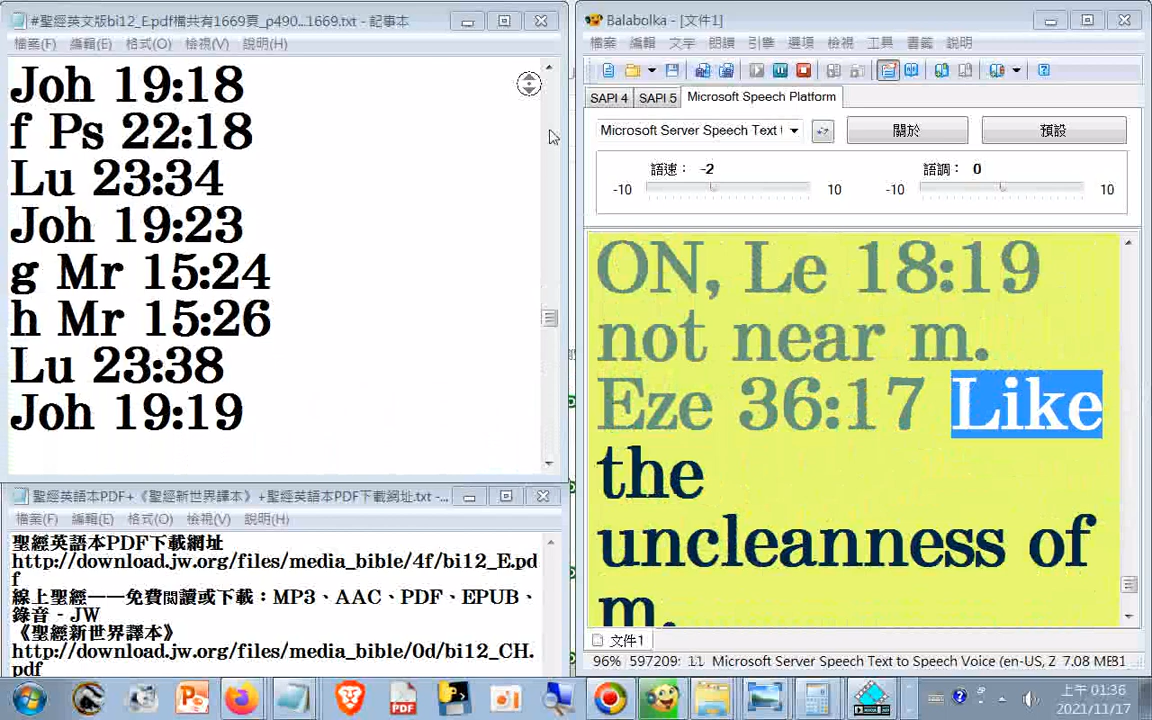 #聖經英文版bi12_E.pdf檔共有1669頁_p490...1669.txt - 記事本
檔案(F) 編輯(E) 格式(O) 檢視(V) 說明(H)
Joh 19:18
f Ps 22:18
Lu 23:34
Joh 19:23
g Mr 15:24
h Mr 15:26
Lu 23:38
Joh 19:19
聖經英語本PDF+《聖經新世界譯本》+聖經英語本PDF下載網址.txt -...
檔案(F) 編輯(E) 格式(O) 檢視(V) 說明(H)
聖經英語本PDF下載網址
http://download.jw.org/files/media_bible/4f/bi12_E.pd
f
線上聖經——免費閱讀或下載：MP3、AAC、PDF、EPUB、
錄音 - JW
《聖經新世界譯本》
http://download.jw.org/files/media_bible/0d/bi12_CH.
pdf
Balabolka - [文件1]
檔案 編輯 文字 朗讀 引擎 選項 檢視 工具 書籤 說明
SAPI 4 SAPI 5 Microsoft Speech Platform
Microsoft Server Speech Text 關於 預設
語速： -2 語調： 0
-10 10 -10 10
ON, Le 18:19
not near m.
Eze 36:17 Like
the
uncleanness of
m.
文件1
96% 597209: 11 Microsoft Server Speech Text to Speech Voice (en-US, Z 7.08 MB
上午 01:36
2021/11/17